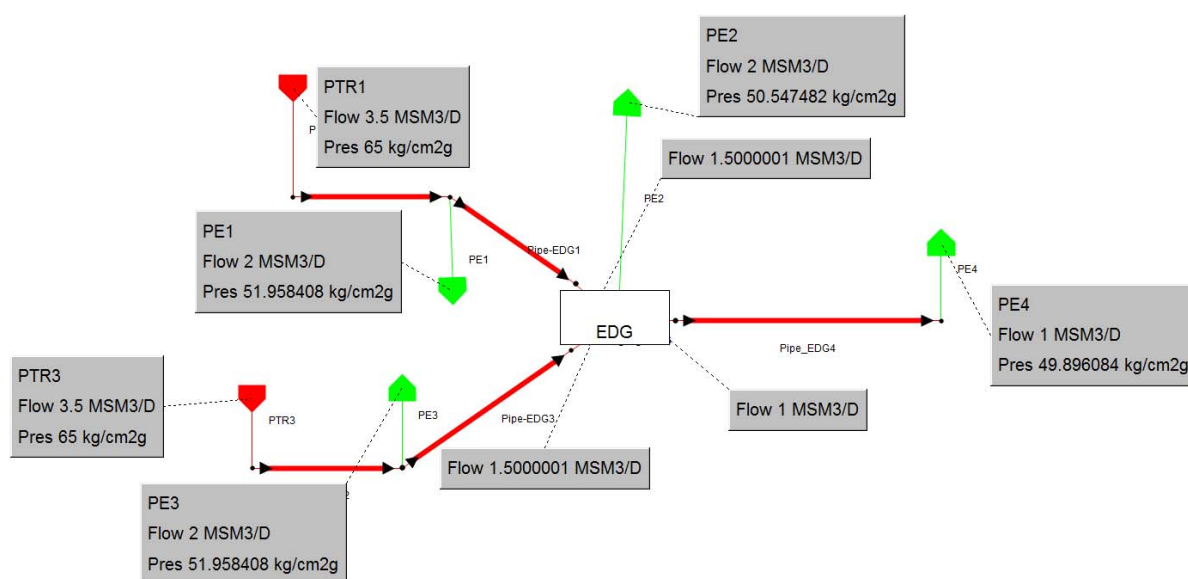 PE2
Flow 2 MSM3/D
Pres 50.547482 kg/cm2g
PTR1
Flow 3.5 MSM3/D
Pres 65 kg/cm2g
P
Flow 1.5000001 MSM3/D
PE2
PE1
Flow 2 MSM3/D
Pres 51.958408 kg/cm2g
PE1
Pipe-EDG1
PE4
EDG
Pipe_EDG4
PE4
Flow 1 MSM3/D
Pres 49.896084 kg/cm2g
PTR3
Flow 3.5 MSM3/D
Pres 65 kg/cm2g
PTR3
PE3
Pipe-EDG3
Flow 1 MSM3/D
Flow 1.5000001 MSM3/D
PE3
Flow 2 MSM3/D
Pres 51.958408 kg/cm2g